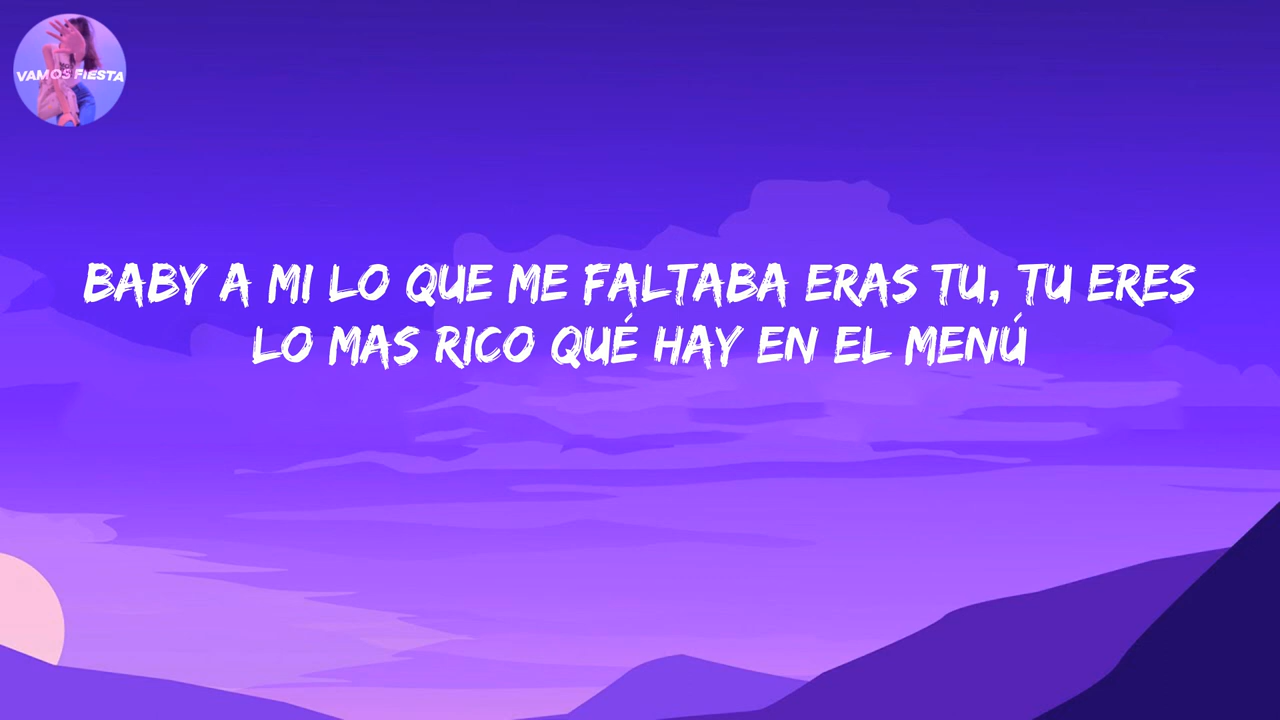 VAMOS FIESTA
BABY A MI LO QUE ME FALTABA ERAS TU, TU ERES
LO MAS RICO QUÉ HAY EN EL MENÚ